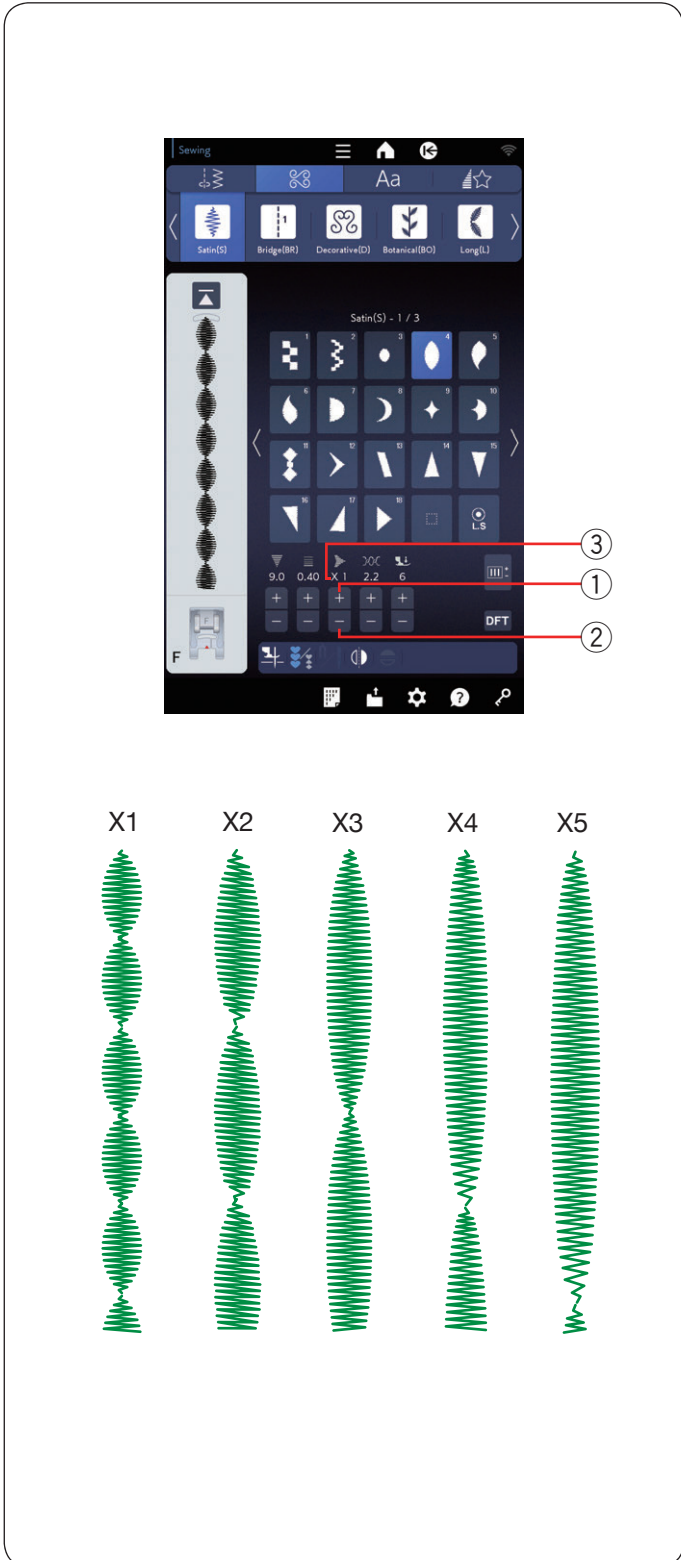 Sewing
Aa
1
Satin(S) Bridge(BR) Decorative(D) Botanical(BO) Long(L)
Satin(S) - 1 / 3
1 2 3 4 5
6 7 8 9 10
11 12 13 14 15
16 17 18 L.S
9.0 0.40 X 1 2.2 6
+ + + + +
− − − − − DFT
F
F
?
③
①
②
X1 X2 X3 X4 X5